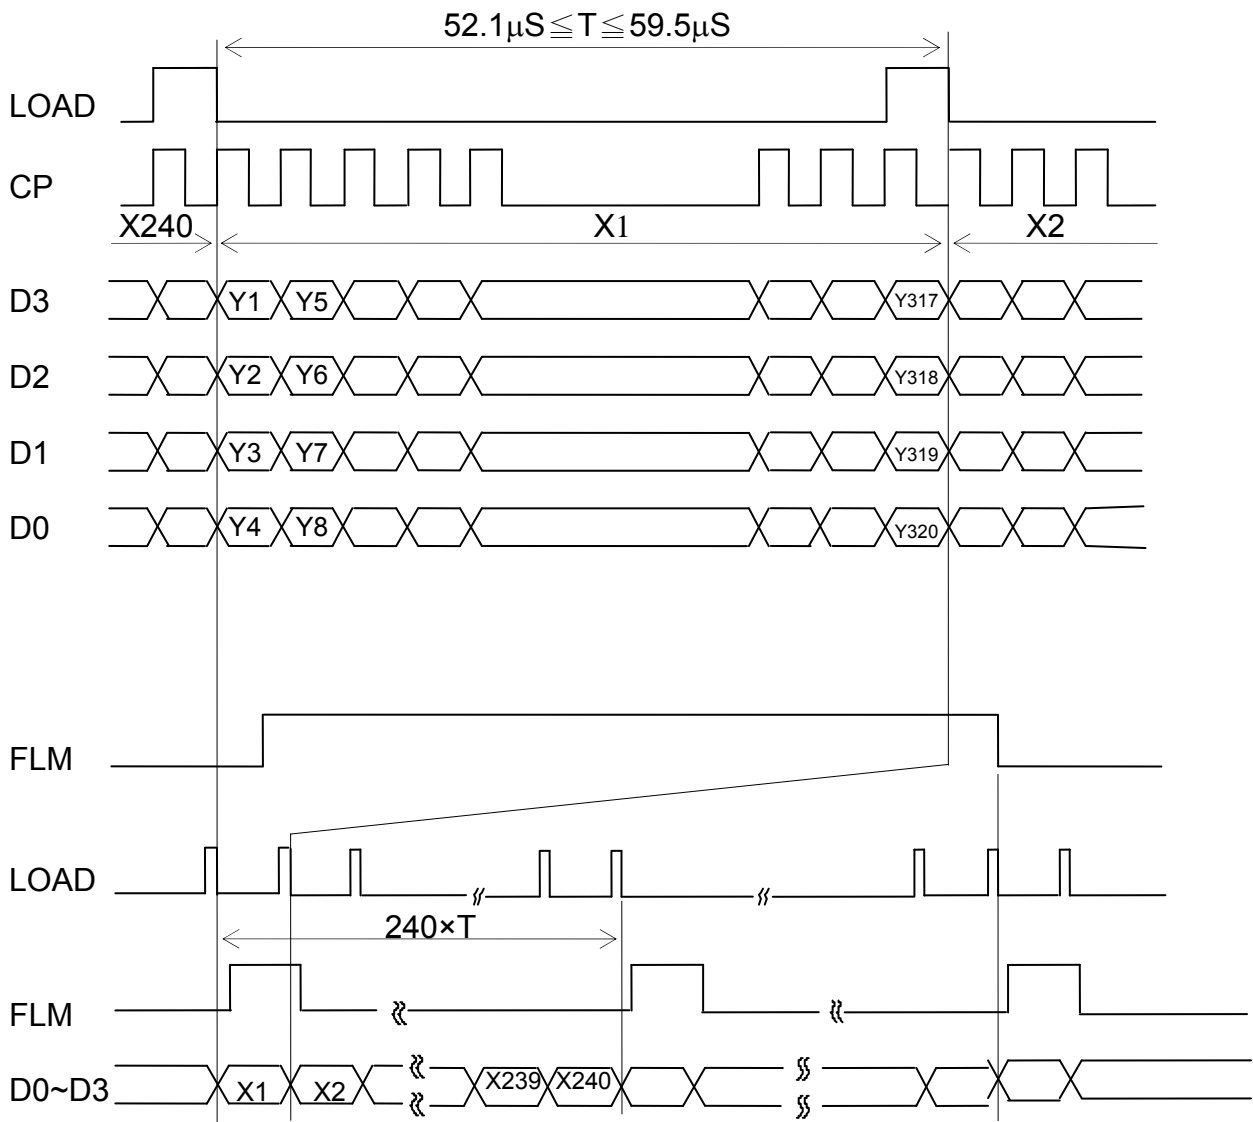 52.1μS≦T≦59.5μS
LOAD
CP
X240 X1 X2
D3 Y1 Y5 Y317
D2 Y2 Y6 Y318
D1 Y3 Y7 Y319
D0 Y4 Y8 Y320
FLM
LOAD
240×T
FLM
D0~D3 X1 X2 X239 X240